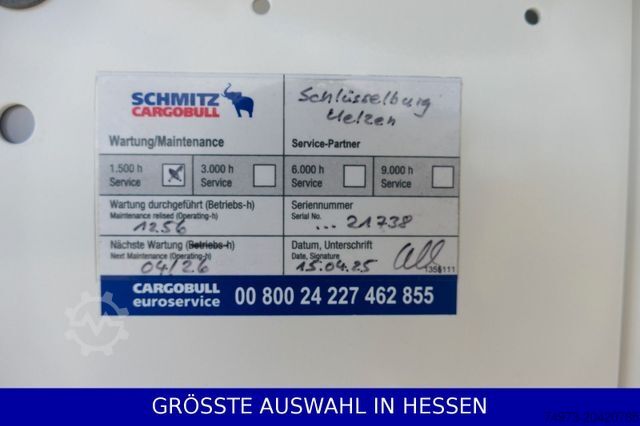 SCHMITZ
CARGOBULL
Schlüsselburg
Uelzen
Wartung/Maintenance
Service-Partner
1.500 h Service
3.000 h Service
6.000 h Service
9.000 h Service
Wartung durchgeführt (Betriebs-h)
Maintenance relised (Operating-h)
1256
Seriennummer
Serial No.
... 21738
Nächste Wartung (Betriebs-h)
Next Maintenance (Operating-h)
04/26
Datum, Unterschrift
Date, Signature
15.04.25
1356111
CARGOBULL
euroservice
00 800 24 227 462 855
GRÖSSTE AUSWAHL IN HESSEN